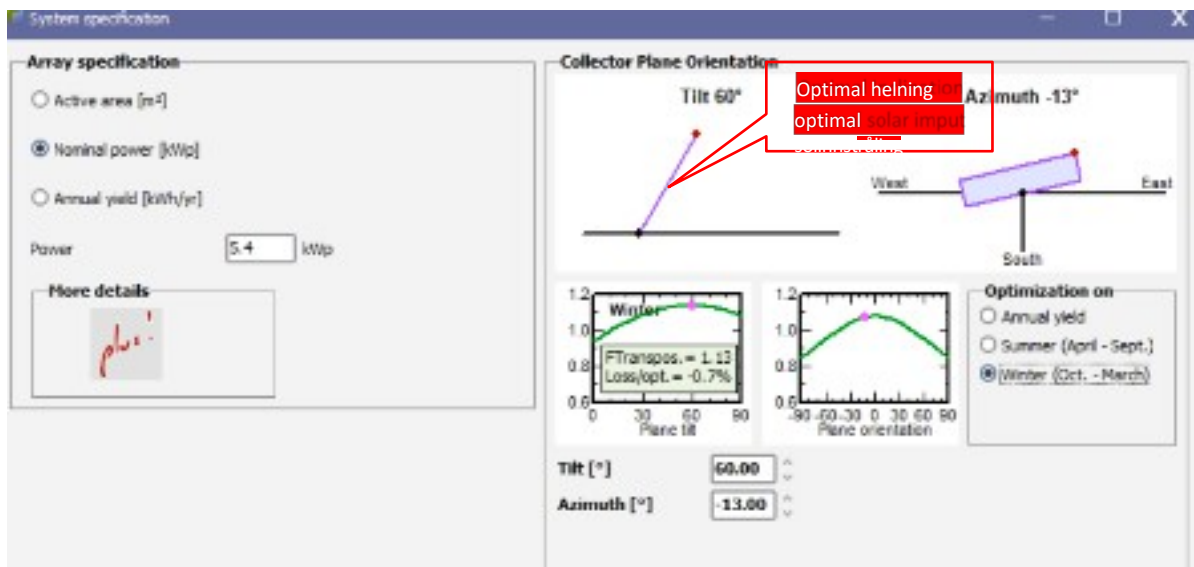 System specification
Array specification
Active area [m²]
Nominal power [kWp]
Annual yield [kWh/yr]
Power 5.4 kWp
More details
plus!
Collector Plane Orientation
Tilt 60°
Azimuth -13°
Optimal helning
optimal solar imput
West
East
South
1.2
1.0
0.8
0.6
Winter
FTranspos. = 1.13
Loss/opt. = -0.7%
0 30 60 90
Plane tilt
1.2
1.0
0.8
0.6
-90 -60 -30 0 30 60 90
Plane orientation
Optimization on
Annual yield
Summer (April - Sept.)
Winter (Oct. - March)
Tilt [°] 60.00
Azimuth [°] -13.00